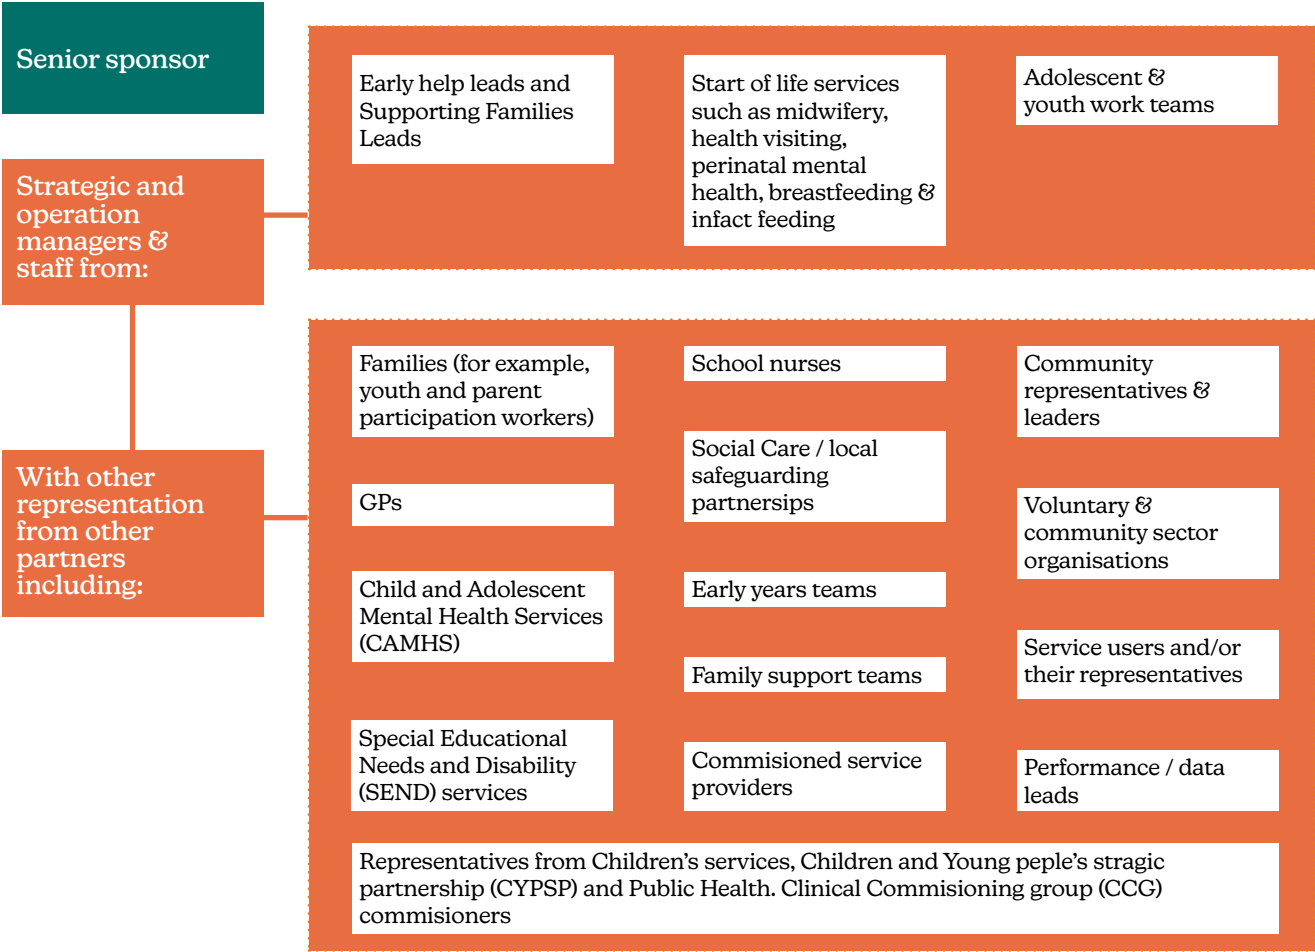 Senior sponsor
Strategic and
operation
managers &
staff from:
Early help leads and
Supporting Families
Leads
Start of life services
such as midwifery,
health visiting,
perinatal mental
health, breastfeeding &
infact feeding
Adolescent &
youth work teams
With other
representation
from other
partners
including:
Families (for example,
youth and parent
participation workers)
GPs
Child and Adolescent
Mental Health Services
(CAMHS)
Special Educational
Needs and Disability
(SEND) services
School nurses
Social Care / local
safeguarding
partnersips
Early years teams
Family support teams
Commisioned service
providers
Community
representatives &
leaders
Voluntary &
community sector
organisations
Service users and/or
their representatives
Performance / data
leads
Representatives from Children’s services, Children and Young peple’s stragic
partnership (CYPSP) and Public Health. Clinical Commisioning group (CCG)
commisioners